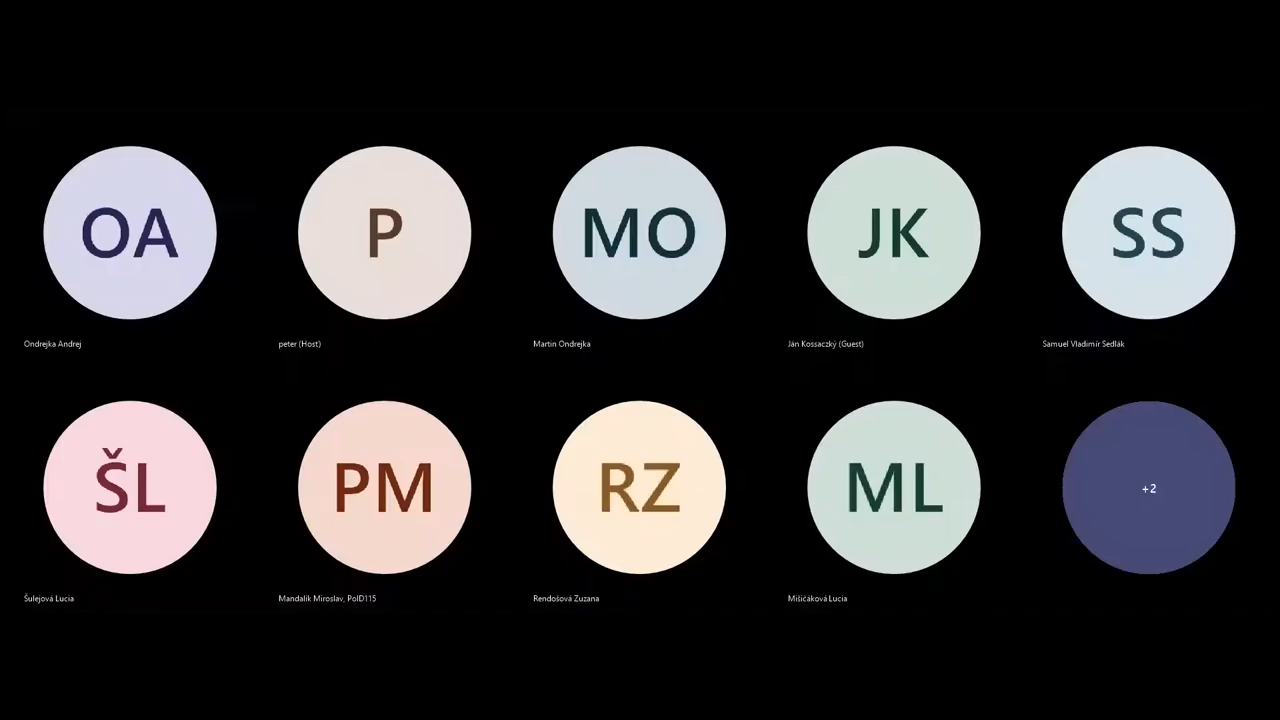 OA
P
MO
JK
SS
Ondrejka Andrej
peter (Host)
Martin Ondrejka
Ján Kossaczký (Guest)
Samuel Vladimír Sedlák
ŠL
PM
RZ
ML
+2
Šulejová Lucia
Mandalík Miroslav, PolD115
Rendošová Zuzana
Mišičáková Lucia